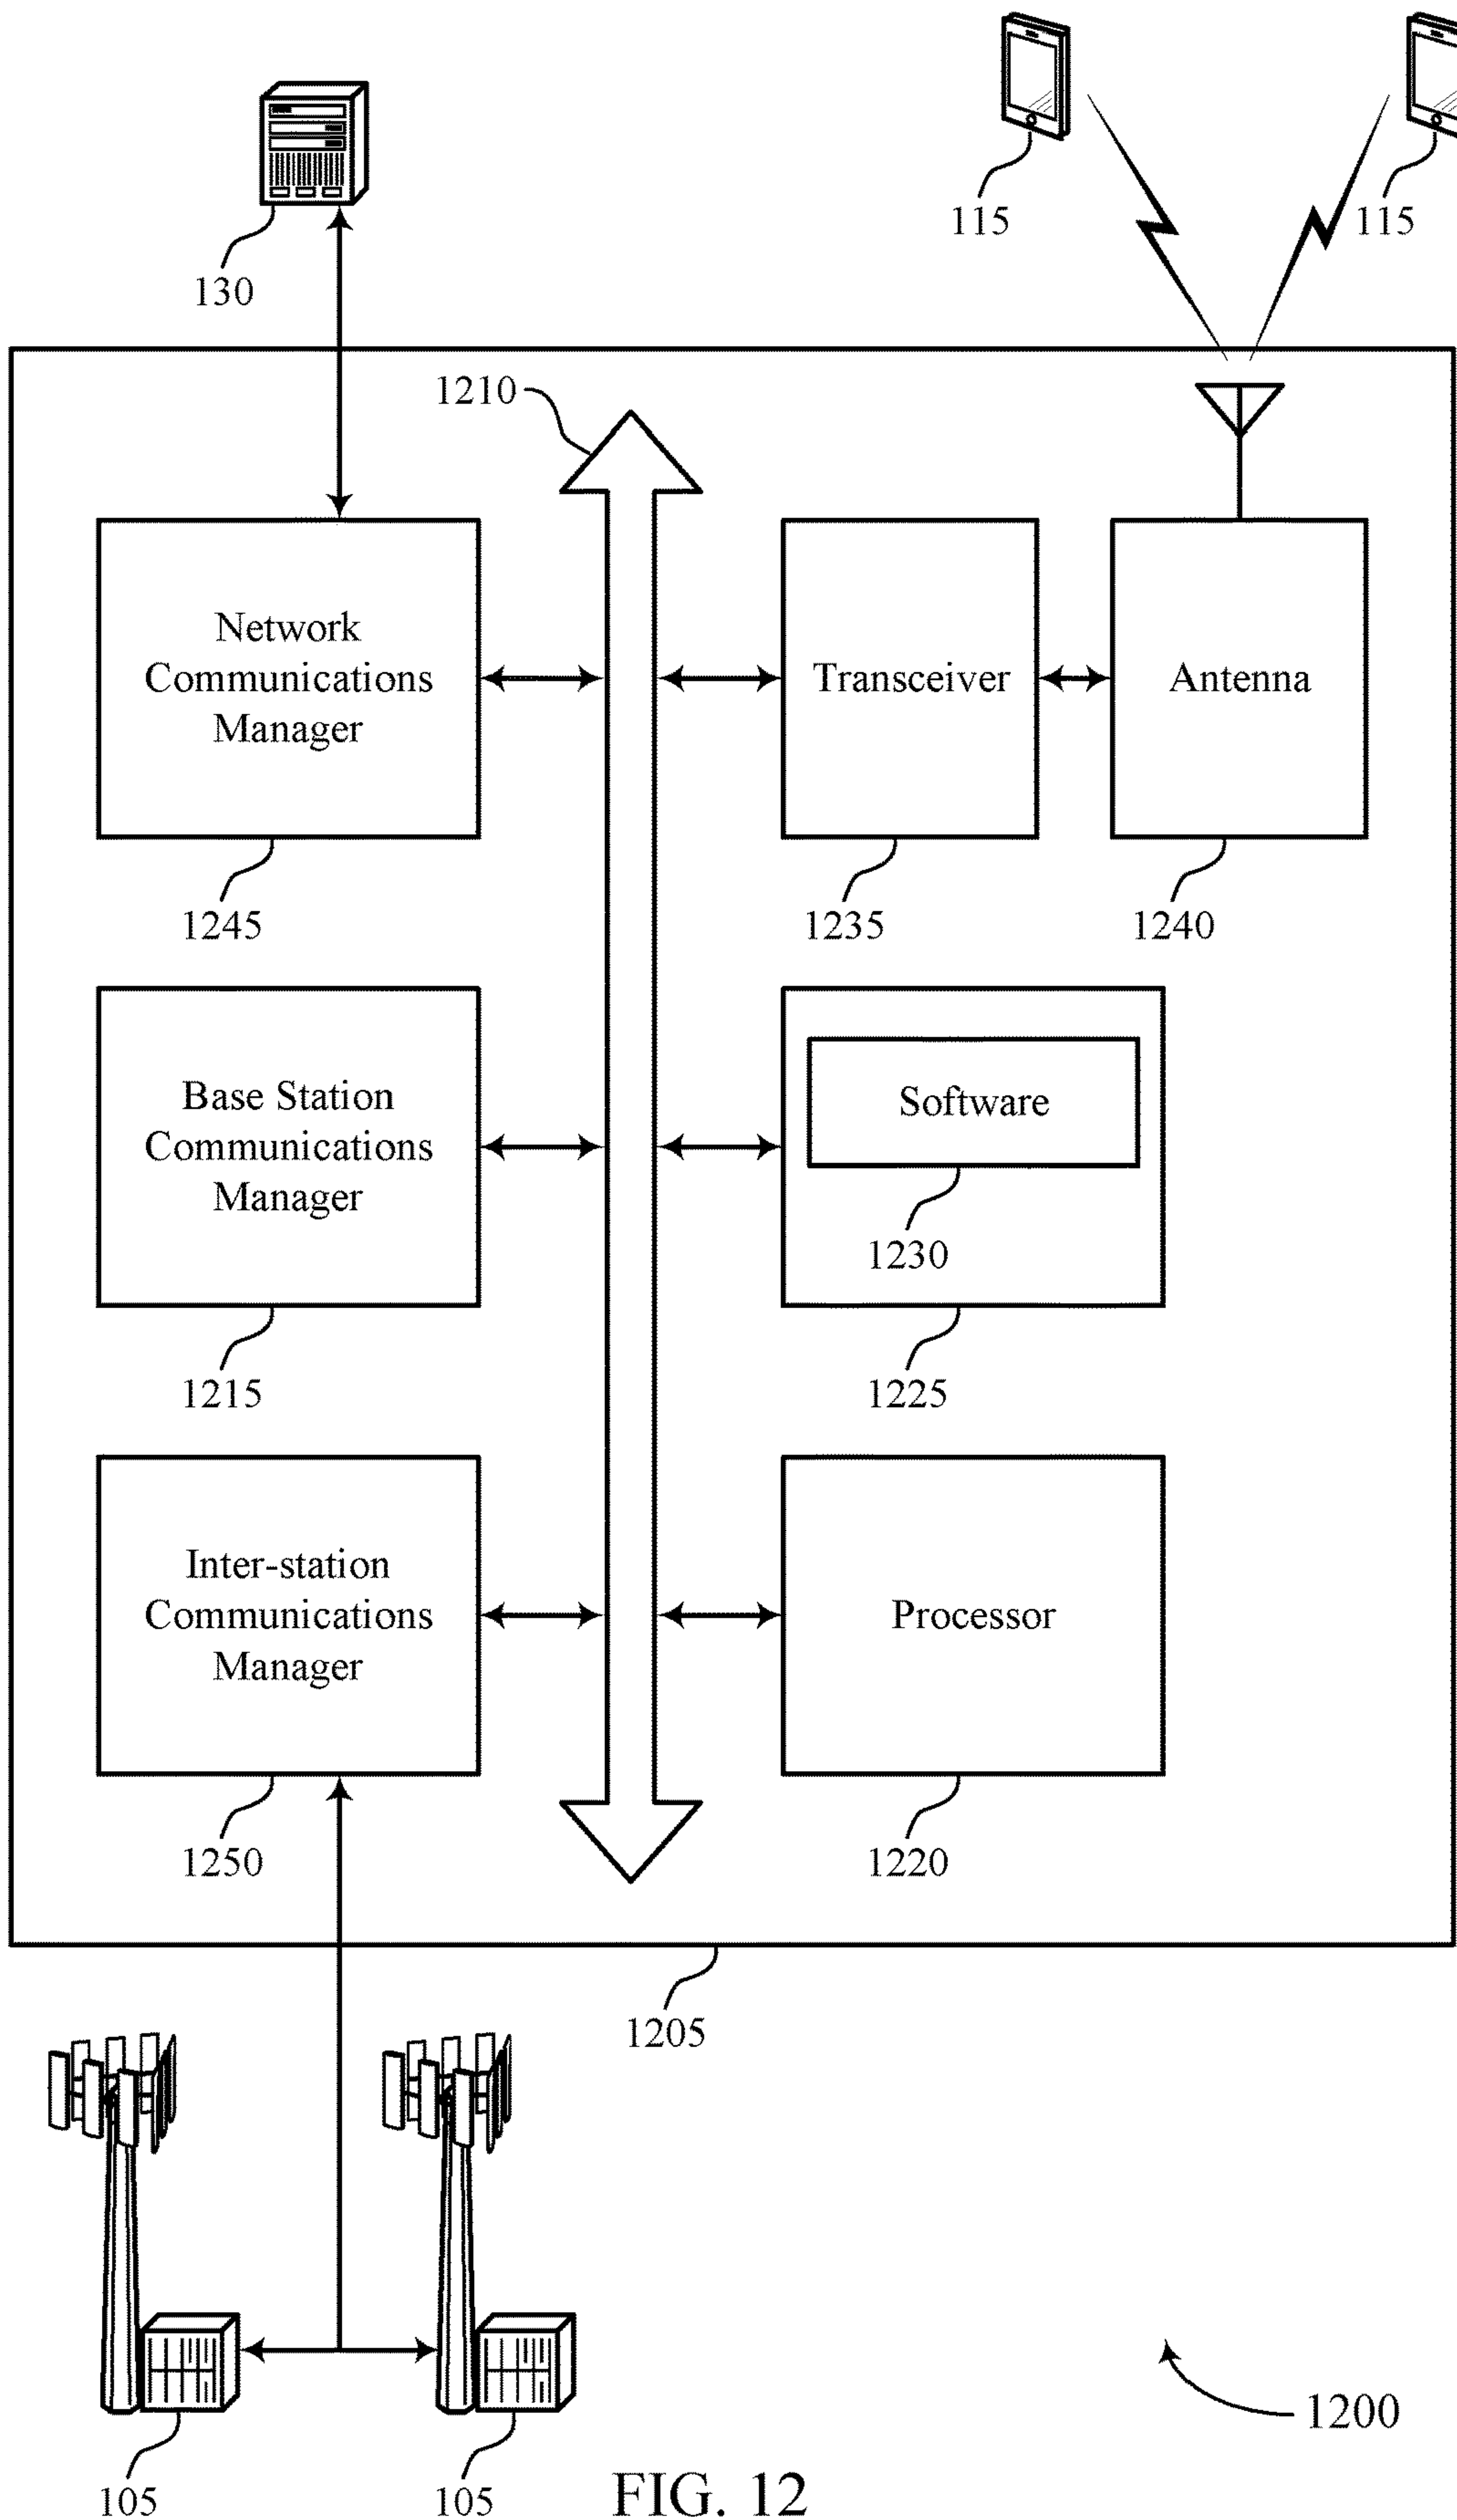 130
115
115
1210
Network
Communications
Manager
Transceiver
Antenna
1245
1235
1240
Base Station
Communications
Manager
Software
1230
1215
1225
Inter-station
Communications
Manager
Processor
1250
1220
1205
1200
105
105
FIG. 12